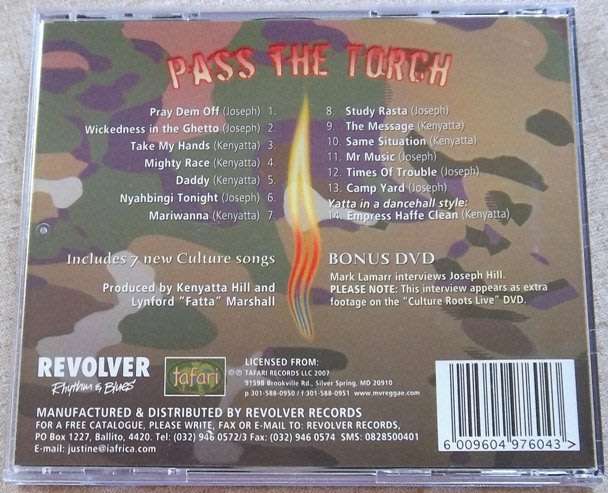 PASS THE TORCH
Pray Dem Off (Joseph) 1.
Wickedness in the Ghetto (Joseph) 2.
Take My Hands (Kenyatta) 3.
Mighty Race (Kenyatta) 4.
Daddy (Kenyatta) 5.
Nyahbingi Tonight (Joseph) 6.
Mariwanna (Kenyatta) 7.
8. Study Rasta (Joseph)
9. The Message (Kenyatta)
10. Same Situation (Kenyatta)
11. Mr Music (Joseph)
12. Times Of Trouble (Joseph)
13. Camp Yard (Joseph)
Yatta in a dancehall style:
14. Empress Haffe Clean (Kenyatta)
Includes 7 new Culture songs
Produced by Kenyatta Hill and
Lynford "Fatta" Marshall
BONUS DVD
Mark Lamarr interviews Joseph Hill.
PLEASE NOTE: This interview appears as extra
footage on the "Culture Roots Live" DVD.
REVOLVER
Rhythm & Blues
tafari
LICENSED FROM:
©℗ TAFARI RECORDS LLC 2007
9159B Brookville Rd., Silver Spring, MD 20910
p 301-588-0950 / f 301-588-0951 www.mvreggae.com
MANUFACTURED & DISTRIBUTED BY REVOLVER RECORDS
FOR A FREE CATALOGUE, PLEASE WRITE, FAX OR E-MAIL TO: REVOLVER RECORDS,
PO Box 1227, Ballito, 4420. Tel: (032) 946 0572/3 Fax: (032) 946 0574 SMS: 0828500401
E-mail: justine@iafrica.com
6 009604 976043 >